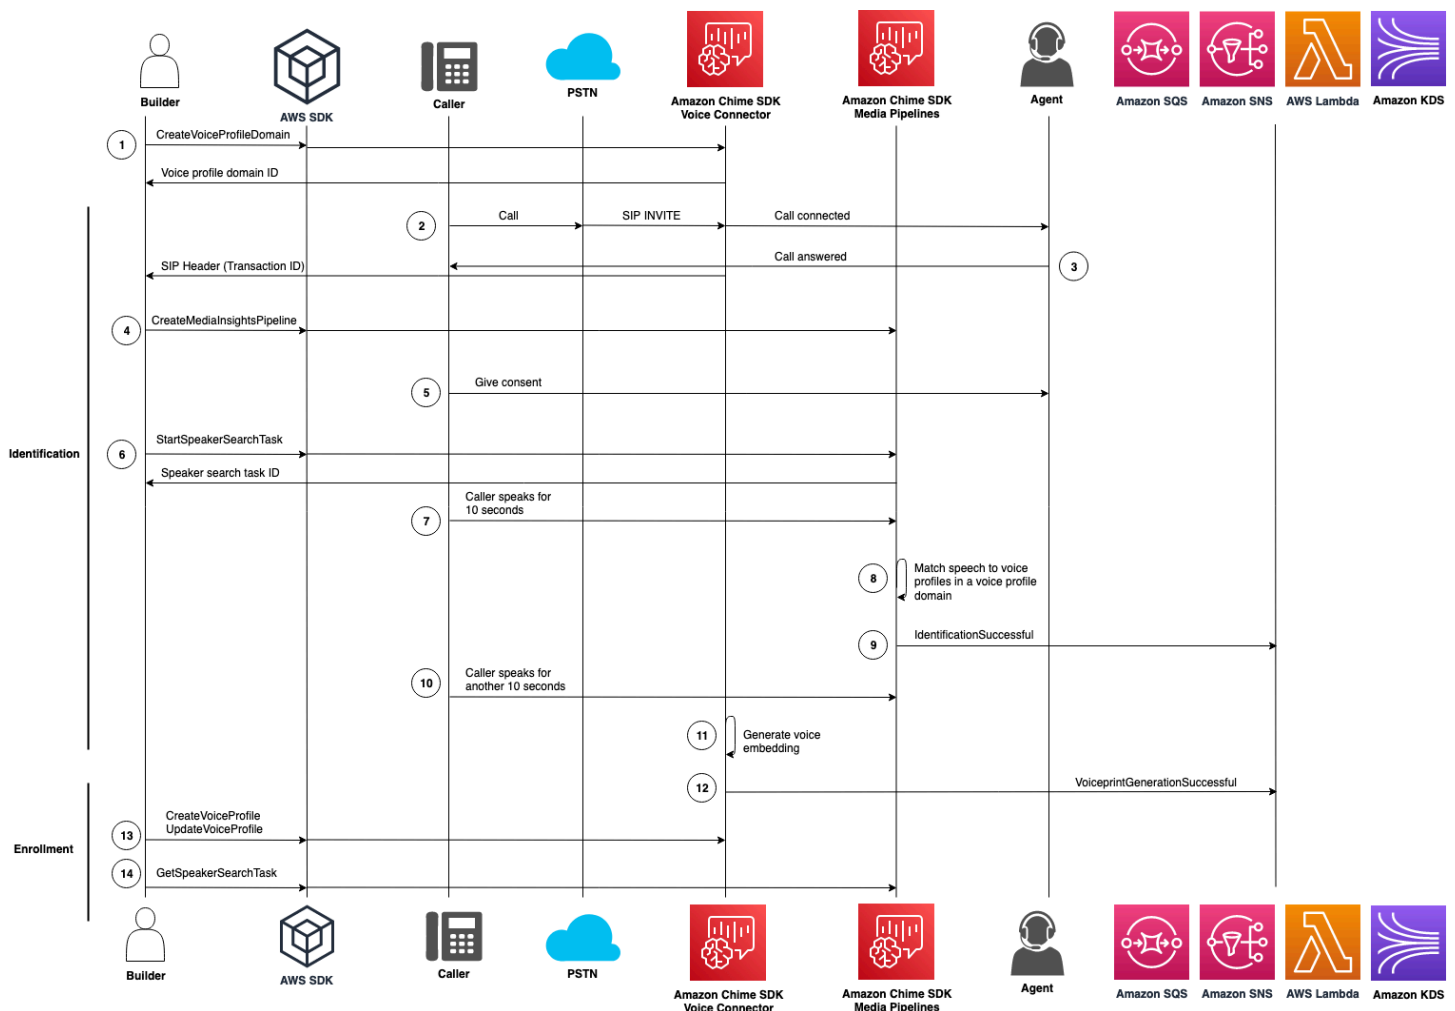 Builder
AWS SDK
Caller
PSTN
Amazon Chime SDK
Voice Connector
Amazon Chime SDK
Media Pipelines
Agent
Amazon SQS
Amazon SNS
AWS Lambda
Amazon KDS
1
CreateVoiceProfileDomain
Voice profile domain ID
2
Call
SIP INVITE
Call connected
Call answered
3
SIP Header (Transaction ID)
4
CreateMediaInsightsPipeline
5
Give consent
Identification
6
StartSpeakerSearchTask
Speaker search task ID
7
Caller speaks for
10 seconds
8
Match speech to voice
profiles in a voice profile
domain
9
IdentificationSuccessful
10
Caller speaks for
another 10 seconds
11
Generate voice
embedding
12
VoiceprintGenerationSuccessful
Enrollment
13
CreateVoiceProfile
UpdateVoiceProfile
14
GetSpeakerSearchTask
Builder
AWS SDK
Caller
PSTN
Amazon Chime SDK
Voice Connector
Amazon Chime SDK
Media Pipelines
Agent
Amazon SQS
Amazon SNS
AWS Lambda
Amazon KDS